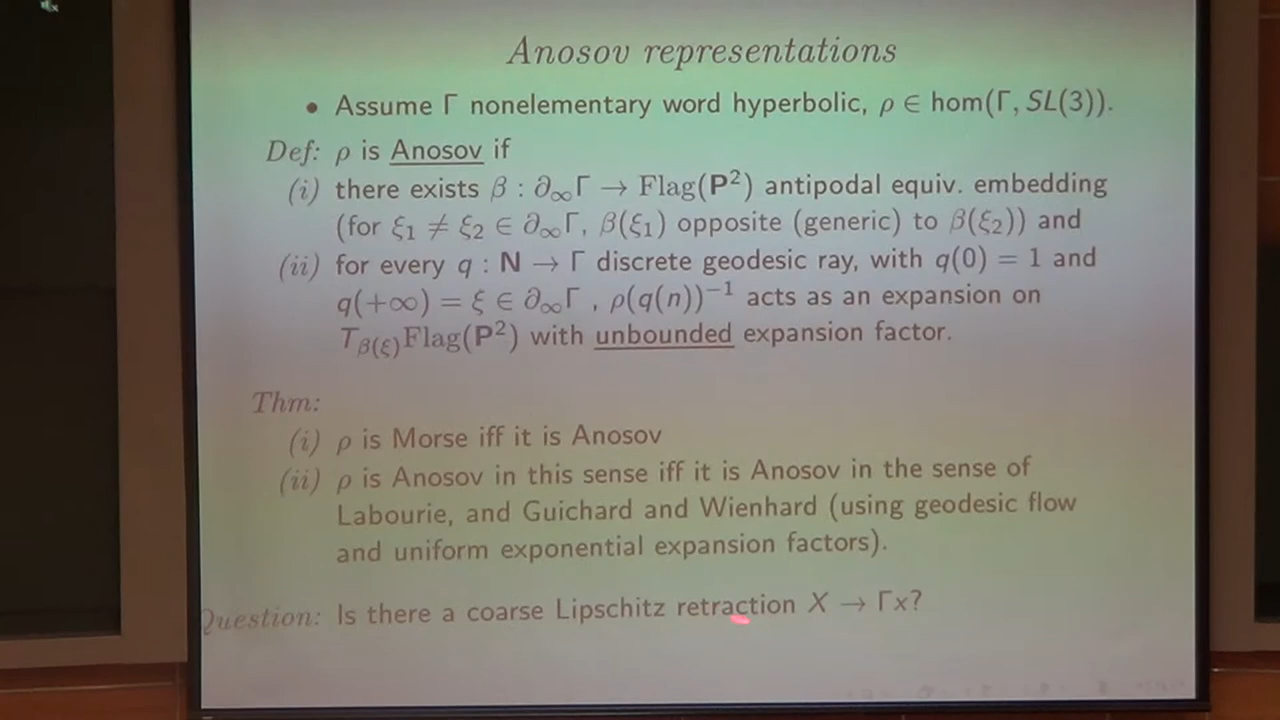 Anosov representations
• Assume Γ nonelementary word hyperbolic, ρ ∈ hom(Γ, SL(3)).
Def: ρ is Anosov if
(i) there exists β : ∂∞Γ → Flag(P²) antipodal equiv. embedding
(for ξ₁ ≠ ξ₂ ∈ ∂∞Γ, β(ξ₁) opposite (generic) to β(ξ₂)) and
(ii) for every q : N → Γ discrete geodesic ray, with q(0) = 1 and
q(+∞) = ξ ∈ ∂∞Γ , ρ(q(n))⁻¹ acts as an expansion on
T_β(ξ)Flag(P²) with unbounded expansion factor.
Thm:
(i) ρ is Morse iff it is Anosov
(ii) ρ is Anosov in this sense iff it is Anosov in the sense of
Labourie, and Guichard and Wienhard (using geodesic flow
and uniform exponential expansion factors).
Question: Is there a coarse Lipschitz retraction X → Γx?